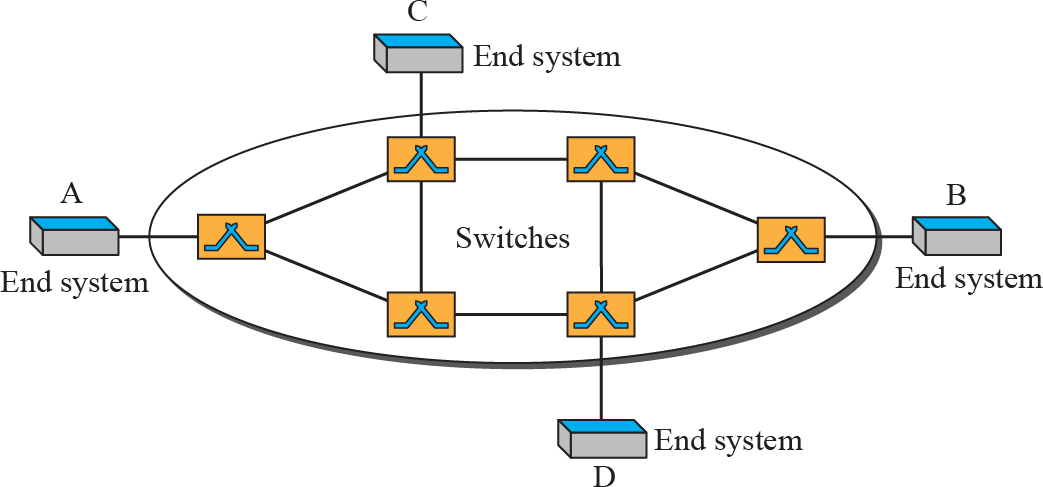 C
End system
A
B
Switches
End system
End system
End system
D